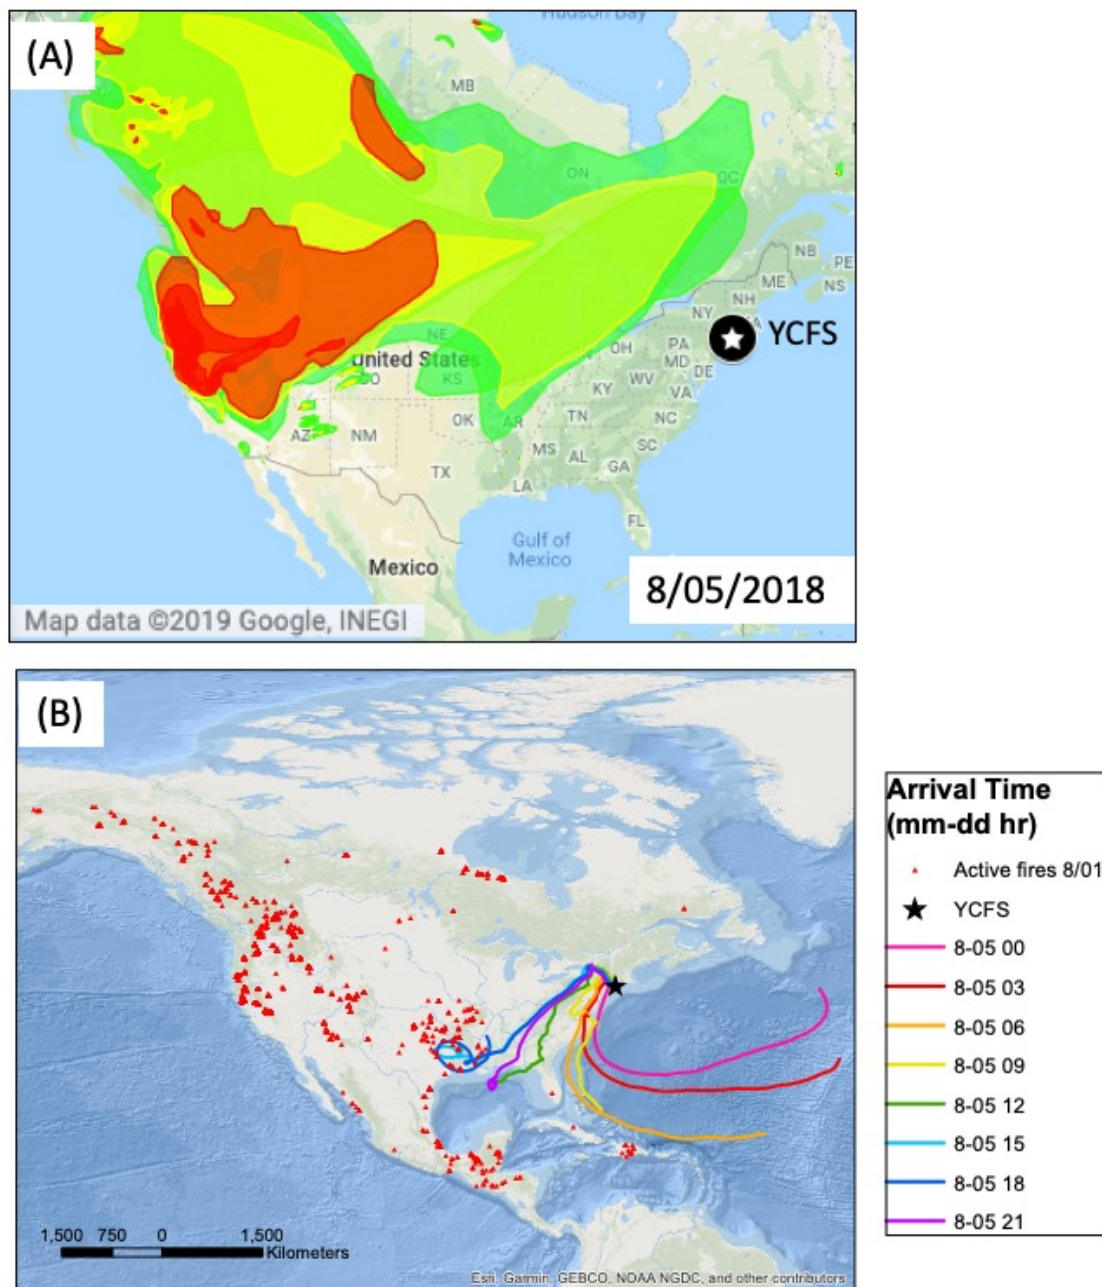 (A)
Hudson Bay
MB
ON
QC
NB
PE
NS
ME
NH
NY
YCFS
PA
MD
DE
OH
WV
VA
KY
NE
United States
KS
NC
TN
OK
AR
SC
AZ
NM
MS
AL
GA
TX
LA
FL
Gulf of
Mexico
Mexico
8/05/2018
Map data ©2019 Google, INEGI
(B)
Arrival Time
(mm-dd hr)
Active fires 8/01
YCFS
8-05 00
8-05 03
8-05 06
8-05 09
8-05 12
8-05 15
8-05 18
8-05 21
1,500 750 0 1,500
Kilometers
Esri, Garmin, GEBCO, NOAA NGDC, and other contributors